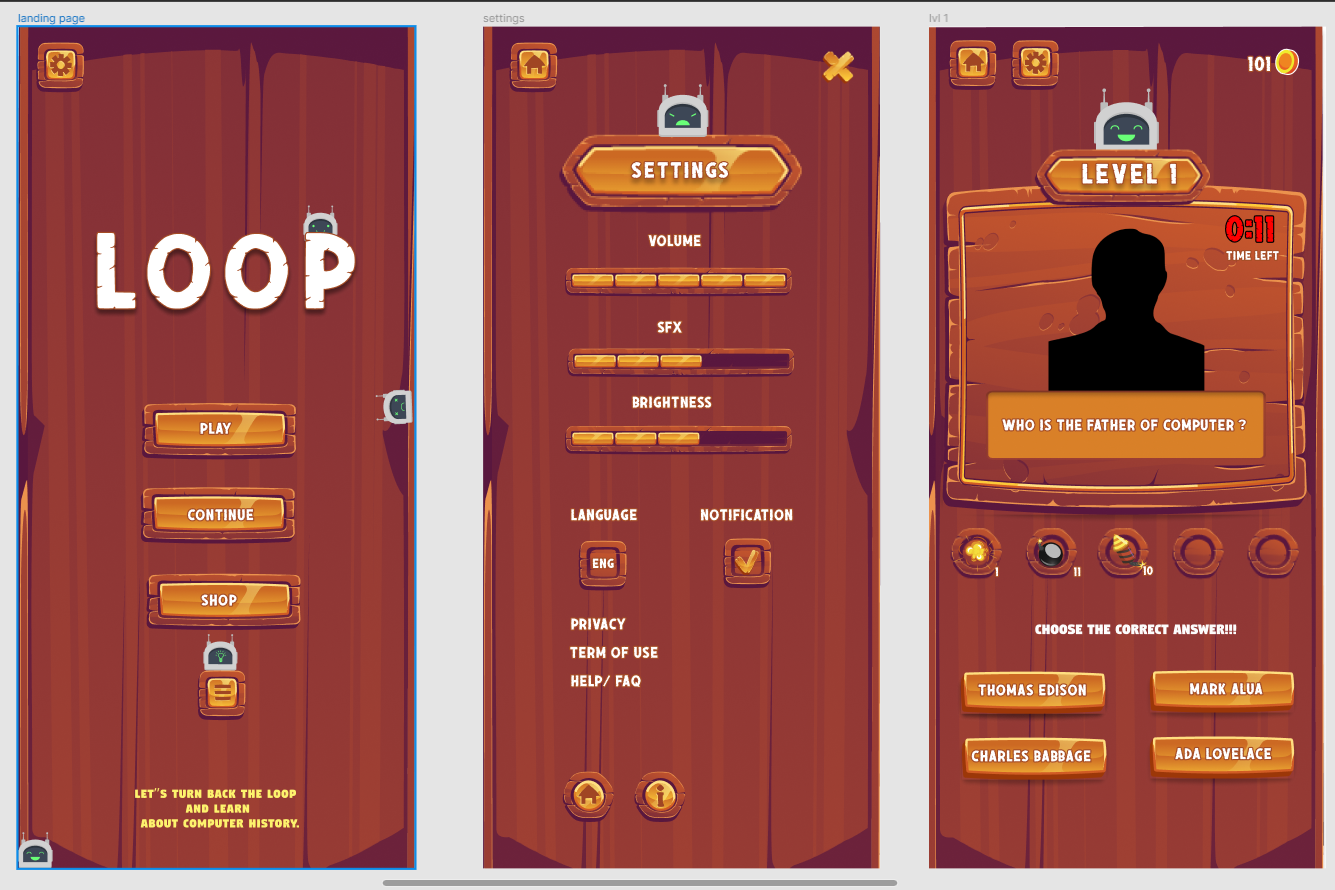 landing page
LOOP
PLAY
CONTINUE
SHOP
LET"S TURN BACK THE LOOP
AND LEARN
ABOUT COMPUTER HISTORY.
settings
SETTINGS
VOLUME
SFX
BRIGHTNESS
LANGUAGE
NOTIFICATION
ENG
PRIVACY
TERM OF USE
HELP/ FAQ
lvl 1
101
LEVEL 1
0:11
TIME LEFT
WHO IS THE FATHER OF COMPUTER ?
1
11
10
CHOOSE THE CORRECT ANSWER!!!
THOMAS EDISON
MARK ALUA
CHARLES BABBAGE
ADA LOVELACE